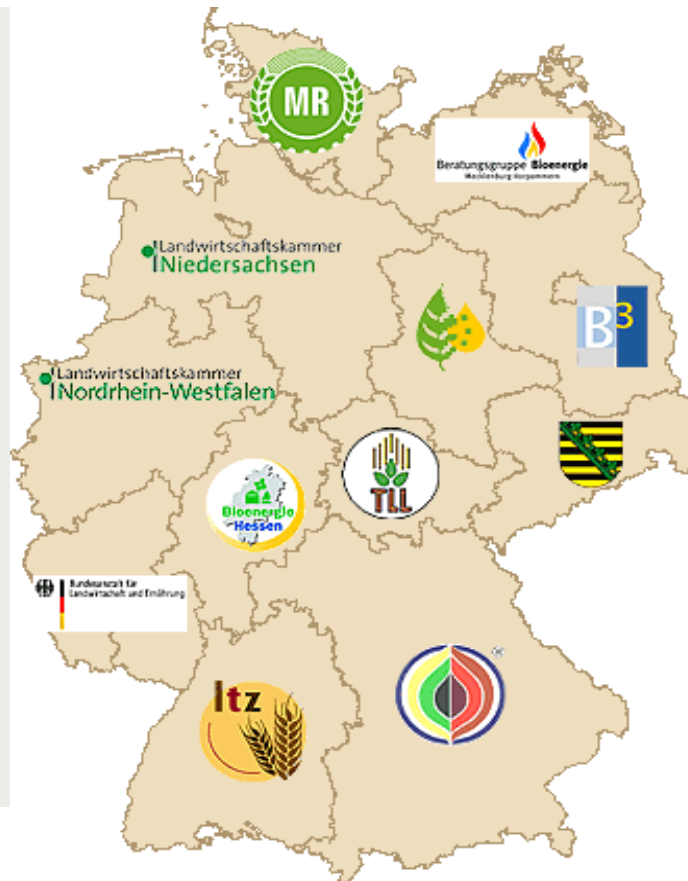 MR
Beratungsgruppe Bioenergie
Mecklenburg-Vorpommern
Landwirtschaftskammer
Niedersachsen
B³
Landwirtschaftskammer
Nordrhein-Westfalen
TLL
Bioenergie
Hessen
Bundesanstalt für
Landwirtschaft und Ernährung
ltz
®